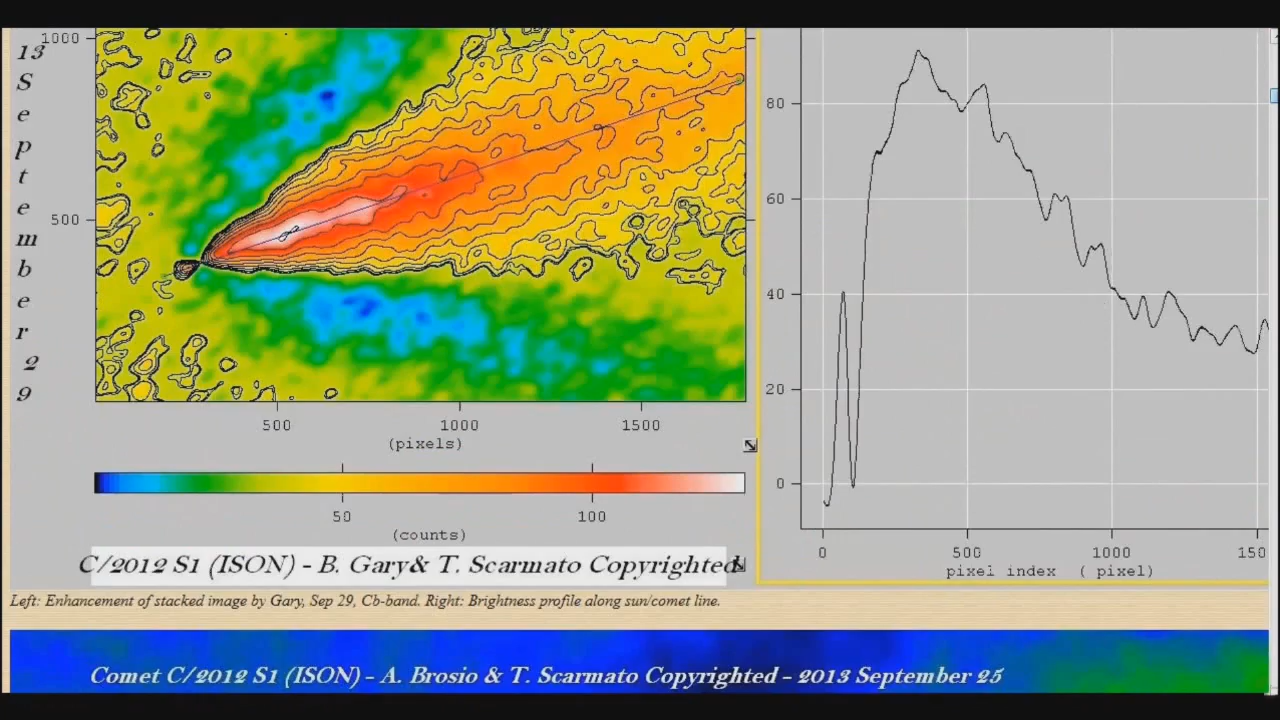 1000
13
S
e
p
t
e
m
b
e
r
2
9
500
500 1000 1500
(pixels)
50 100
(counts)
C/2012 S1 (ISON) - B. Gary& T. Scarmato Copyrighted
80
60
40
20
0
0 500 1000 150
pixel index ( pixel)
Left: Enhancement of stacked image by Gary, Sep 29, Cb-band. Right: Brightness profile along sun/comet line.
Comet C/2012 S1 (ISON) - A. Brosio & T. Scarmato Copyrighted - 2013 September 25